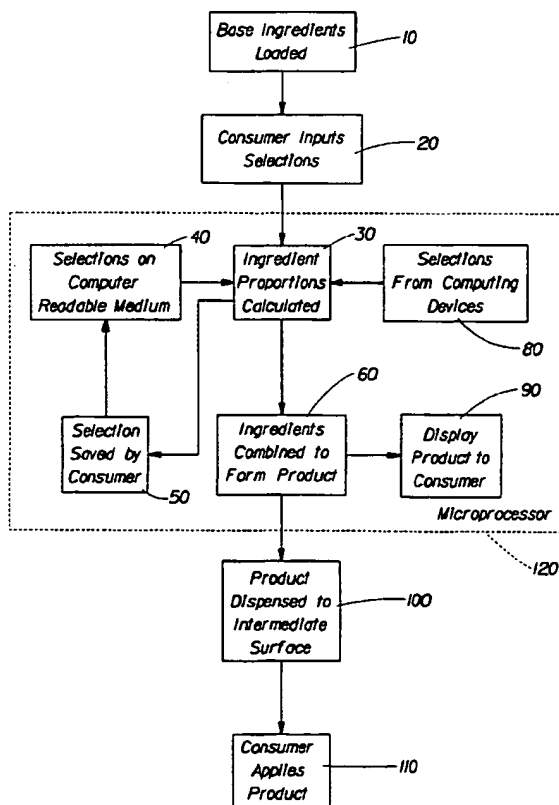 Base Ingredients
Loaded
10
Consumer Inputs
Selections
20
40
30
Selections on
Computer
Readable Medium
Ingredient
Proportions
Calculated
Selections
From Computing
Devices
80
60
90
Selection
Saved by
Consumer
50
Ingredients
Combined to
Form Product
Display
Product to
Consumer
Microprocessor
120
Product
Dispensed to
Intermediate
Surface
100
Consumer
Applies
Product
110